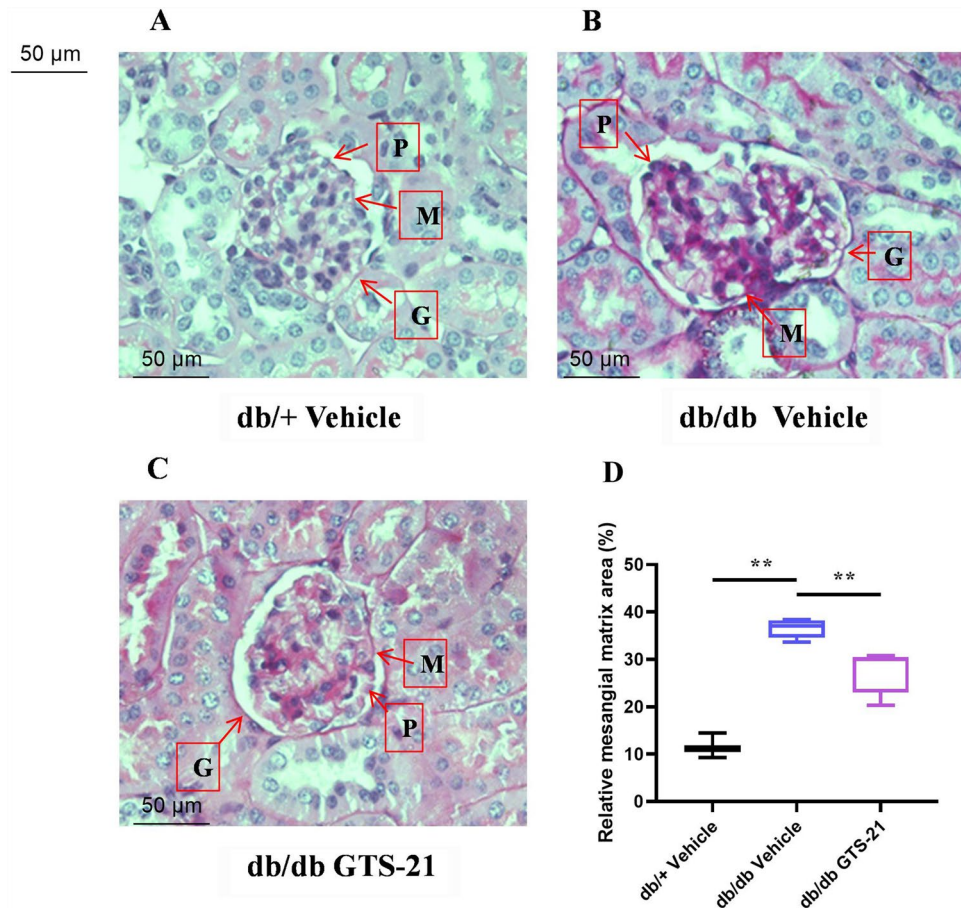 A
B
50 μm
P
M
G
50 μm
db/+ Vehicle
P
G
M
50 μm
db/db Vehicle
C
M
P
G
50 μm
db/db GTS-21
D
Relative mesangial matrix area (%)
50
40
30
20
10
0
**
**
db/+ Vehicle
db/db Vehicle
db/db GTS-21